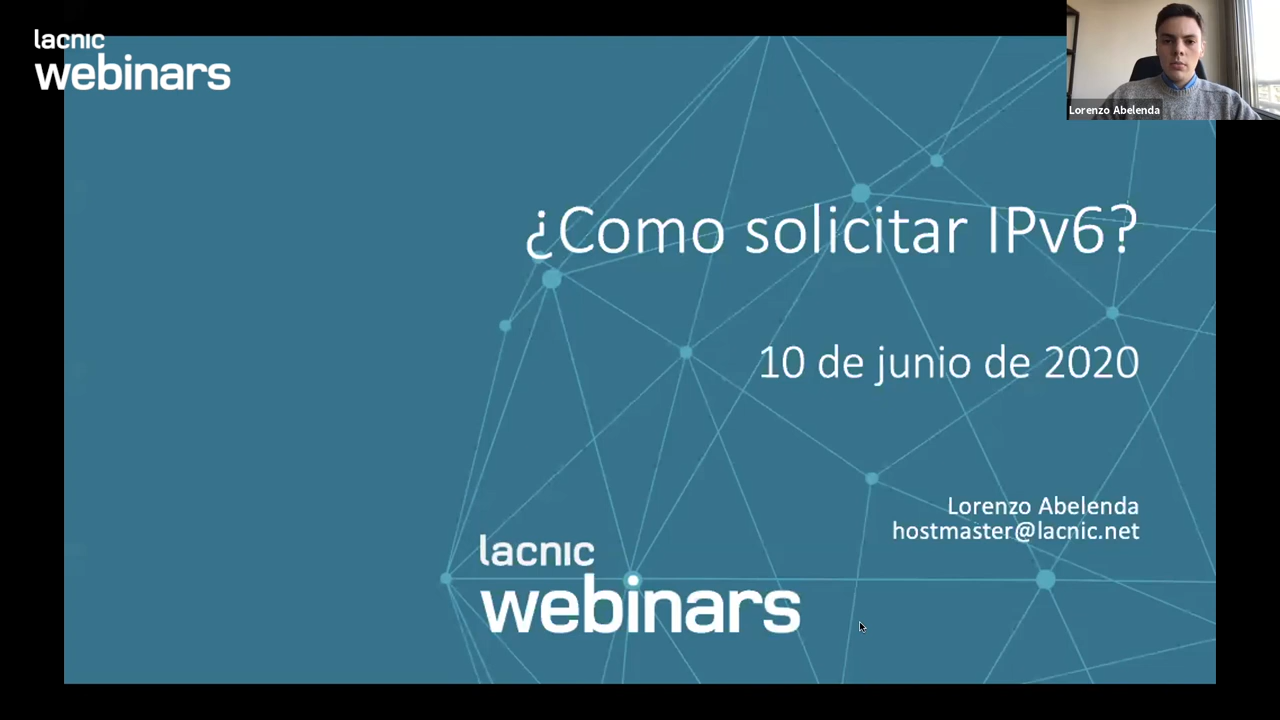 lacnic
webinars
Lorenzo Abelenda
¿Como solicitar IPv6?
10 de junio de 2020
Lorenzo Abelenda
hostmaster@lacnic.net
lacnic
webinars